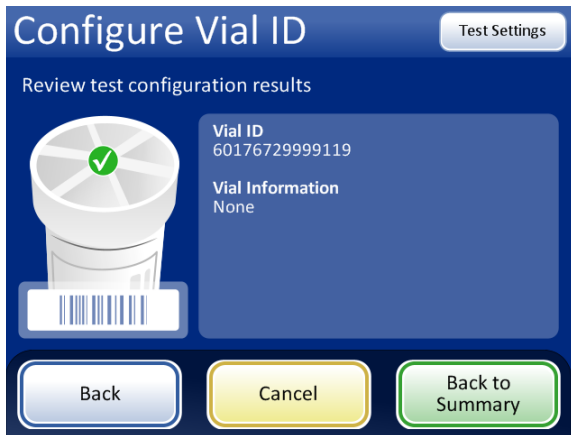 Configure Vial ID
Test Settings
Review test configuration results
Vial ID
60176729999119
Vial Information
None
Back
Cancel
Back to
Summary